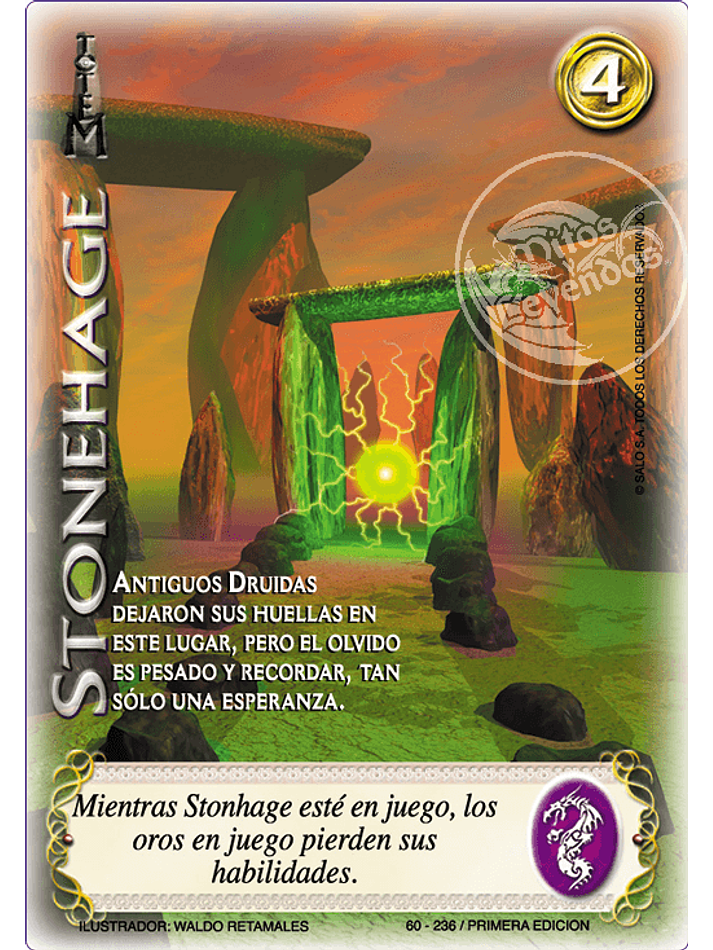 TOTEM
4
STONEHAGE
Mitos
y
Leyendas
© SALO S.A. TODOS LOS DERECHOS RESERVADOS
ANTIGUOS DRUIDAS
DEJARON SUS HUELLAS EN
ESTE LUGAR, PERO EL OLVIDO
ES PESADO Y RECORDAR, TAN
SÓLO UNA ESPERANZA.
Mientras Stonhage esté en juego, los
oros en juego pierden sus
habilidades.
ILUSTRADOR: WALDO RETAMALES
60 - 236 / PRIMERA EDICION